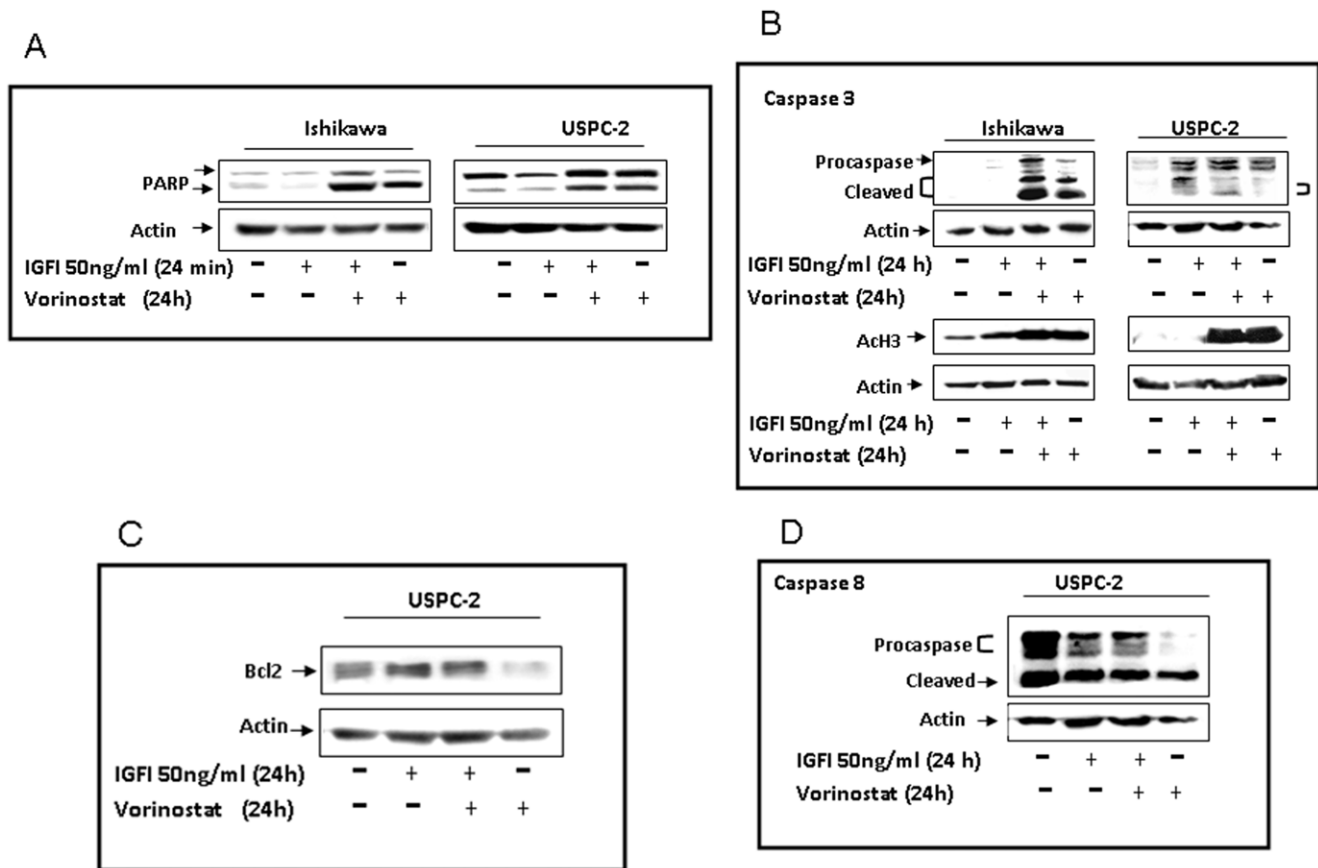 A
Ishikawa USPC-2
PARP
Actin
IGFI 50ng/ml (24 min) - + + - - + + -
Vorinostat (24h) - - + + - - + +
B
Caspase 3
Ishikawa USPC-2
Procaspase
Cleaved
Actin
IGFI 50ng/ml (24 h) - + + - - + + -
Vorinostat (24h) - - + + - - + +
AcH3
Actin
IGFI 50ng/ml (24 h) - + + - - + + -
Vorinostat (24h) - - + + - - + +
C
USPC-2
Bcl2
Actin
IGFI 50ng/ml (24h) - + + -
Vorinostat (24h) - - + +
D
Caspase 8 USPC-2
Procaspase
Cleaved
Actin
IGFI 50ng/ml (24 h) - + + -
Vorinostat (24h) - - + +